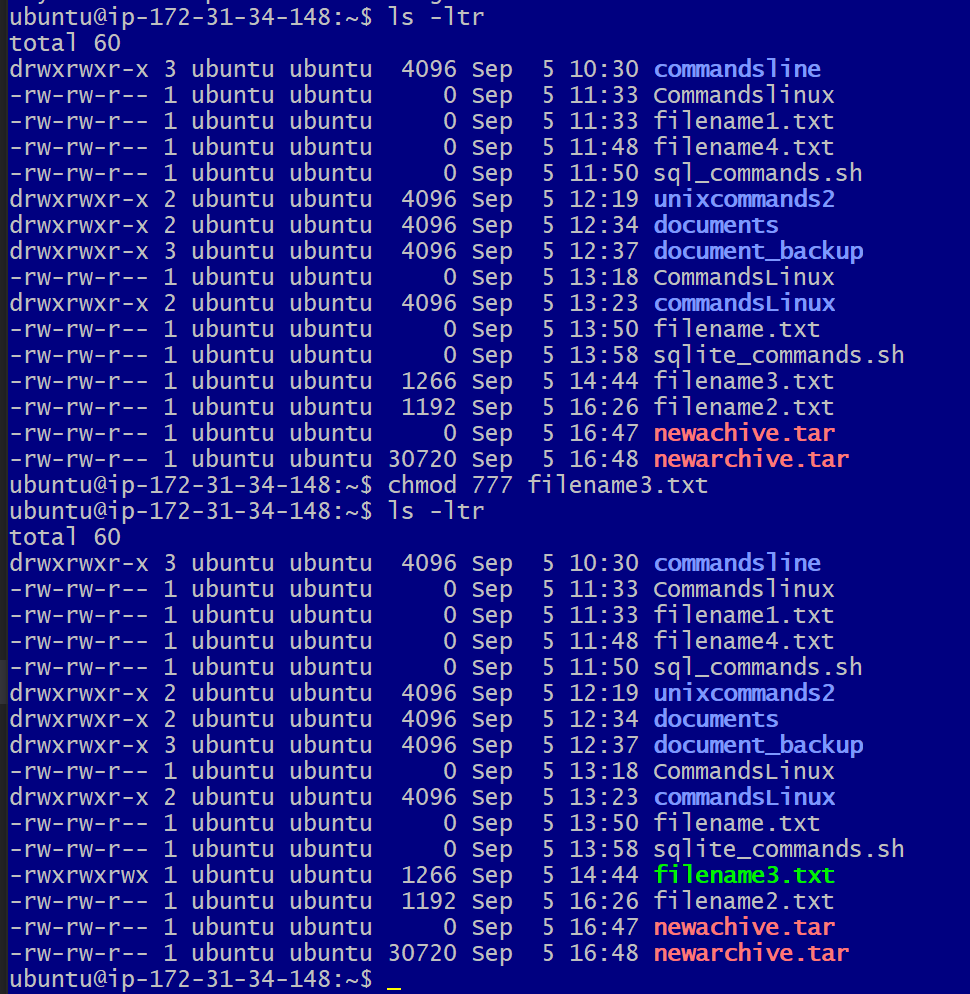 ubuntu@ip-172-31-34-148:~$ ls -ltr
total 60
drwxrwxr-x 3 ubuntu ubuntu  4096 Sep  5 10:30 commandsline
-rw-rw-r-- 1 ubuntu ubuntu     0 Sep  5 11:33 Commandslinux
-rw-rw-r-- 1 ubuntu ubuntu     0 Sep  5 11:33 filename1.txt
-rw-rw-r-- 1 ubuntu ubuntu     0 Sep  5 11:48 filename4.txt
-rw-rw-r-- 1 ubuntu ubuntu     0 Sep  5 11:50 sql_commands.sh
drwxrwxr-x 2 ubuntu ubuntu  4096 Sep  5 12:19 unixcommands2
drwxrwxr-x 2 ubuntu ubuntu  4096 Sep  5 12:34 documents
drwxrwxr-x 3 ubuntu ubuntu  4096 Sep  5 12:37 document_backup
-rw-rw-r-- 1 ubuntu ubuntu     0 Sep  5 13:18 CommandsLinux
drwxrwxr-x 2 ubuntu ubuntu  4096 Sep  5 13:23 commandsLinux
-rw-rw-r-- 1 ubuntu ubuntu     0 Sep  5 13:50 filename.txt
-rw-rw-r-- 1 ubuntu ubuntu     0 Sep  5 13:58 sqlite_commands.sh
-rw-rw-r-- 1 ubuntu ubuntu  1266 Sep  5 14:44 filename3.txt
-rw-rw-r-- 1 ubuntu ubuntu  1192 Sep  5 16:26 filename2.txt
-rw-rw-r-- 1 ubuntu ubuntu     0 Sep  5 16:47 newachive.tar
-rw-rw-r-- 1 ubuntu ubuntu 30720 Sep  5 16:48 newarchive.tar
ubuntu@ip-172-31-34-148:~$ chmod 777 filename3.txt
ubuntu@ip-172-31-34-148:~$ ls -ltr
total 60
drwxrwxr-x 3 ubuntu ubuntu  4096 Sep  5 10:30 commandsline
-rw-rw-r-- 1 ubuntu ubuntu     0 Sep  5 11:33 Commandslinux
-rw-rw-r-- 1 ubuntu ubuntu     0 Sep  5 11:33 filename1.txt
-rw-rw-r-- 1 ubuntu ubuntu     0 Sep  5 11:48 filename4.txt
-rw-rw-r-- 1 ubuntu ubuntu     0 Sep  5 11:50 sql_commands.sh
drwxrwxr-x 2 ubuntu ubuntu  4096 Sep  5 12:19 unixcommands2
drwxrwxr-x 2 ubuntu ubuntu  4096 Sep  5 12:34 documents
drwxrwxr-x 3 ubuntu ubuntu  4096 Sep  5 12:37 document_backup
-rw-rw-r-- 1 ubuntu ubuntu     0 Sep  5 13:18 CommandsLinux
drwxrwxr-x 2 ubuntu ubuntu  4096 Sep  5 13:23 commandsLinux
-rw-rw-r-- 1 ubuntu ubuntu     0 Sep  5 13:50 filename.txt
-rw-rw-r-- 1 ubuntu ubuntu     0 Sep  5 13:58 sqlite_commands.sh
-rwxrwxrwx 1 ubuntu ubuntu  1266 Sep  5 14:44 filename3.txt
-rw-rw-r-- 1 ubuntu ubuntu  1192 Sep  5 16:26 filename2.txt
-rw-rw-r-- 1 ubuntu ubuntu     0 Sep  5 16:47 newachive.tar
-rw-rw-r-- 1 ubuntu ubuntu 30720 Sep  5 16:48 newarchive.tar
ubuntu@ip-172-31-34-148:~$ _